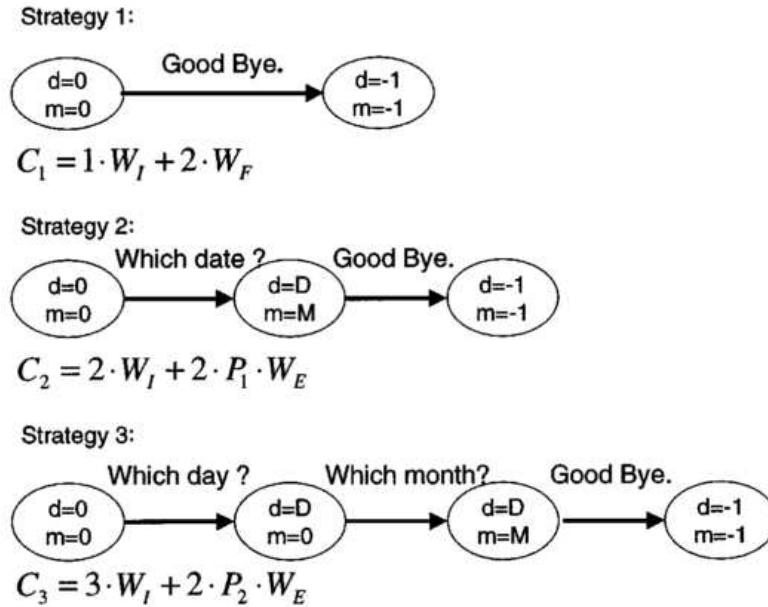 Strategy 1:
Good Bye.
d=0 d=-1
m=0 m=-1
C₁ = 1·W_I + 2·W_F
Strategy 2:
Which date ? Good Bye.
d=0 d=D d=-1
m=0 m=M m=-1
C₂ = 2·W_I + 2·P₁·W_E
Strategy 3:
Which day ? Which month? Good Bye.
d=0 d=D d=D d=-1
m=0 m=0 m=M m=-1
C₃ = 3·W_I + 2·P₂·W_E